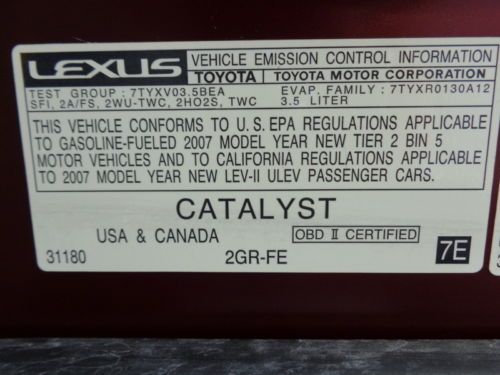 LEXUS VEHICLE EMISSION CONTROL INFORMATION
TOYOTA TOYOTA MOTOR CORPORATION
TEST GROUP : 7TYXV03.5BEA EVAP. FAMILY : 7TYXR0130A12
SFI, 2A/FS, 2WU-TWC, 2HO2S, TWC 3.5 LITER
THIS VEHICLE CONFORMS TO U.S. EPA REGULATIONS APPLICABLE
TO GASOLINE-FUELED 2007 MODEL YEAR NEW TIER 2 BIN 5
MOTOR VEHICLES AND TO CALIFORNIA REGULATIONS APPLICABLE
TO 2007 MODEL YEAR NEW LEV-II ULEV PASSENGER CARS.
CATALYST
USA & CANADA OBD II CERTIFIED
31180 2GR-FE 7E